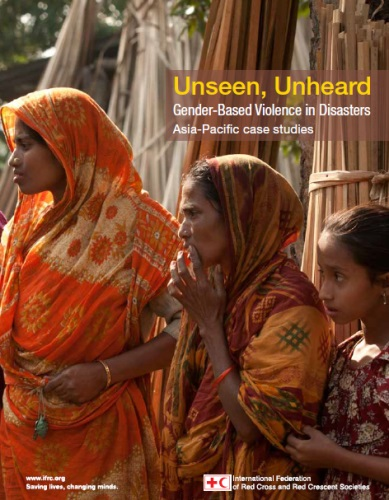 Unseen, Unheard
Gender-Based Violence in Disasters
Asia-Pacific case studies
www.ifrc.org
Saving lives, changing minds.
International Federation
of Red Cross and Red Crescent Societies